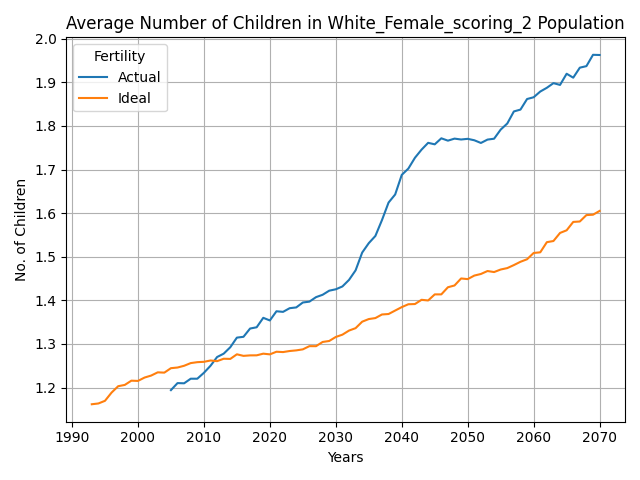 Average Number of Children in White_Female_scoring_2 Population
Fertility
Actual
Ideal
No. of Children
2.0
1.9
1.8
1.7
1.6
1.5
1.4
1.3
1.2
1990 2000 2010 2020 2030 2040 2050 2060 2070
Years